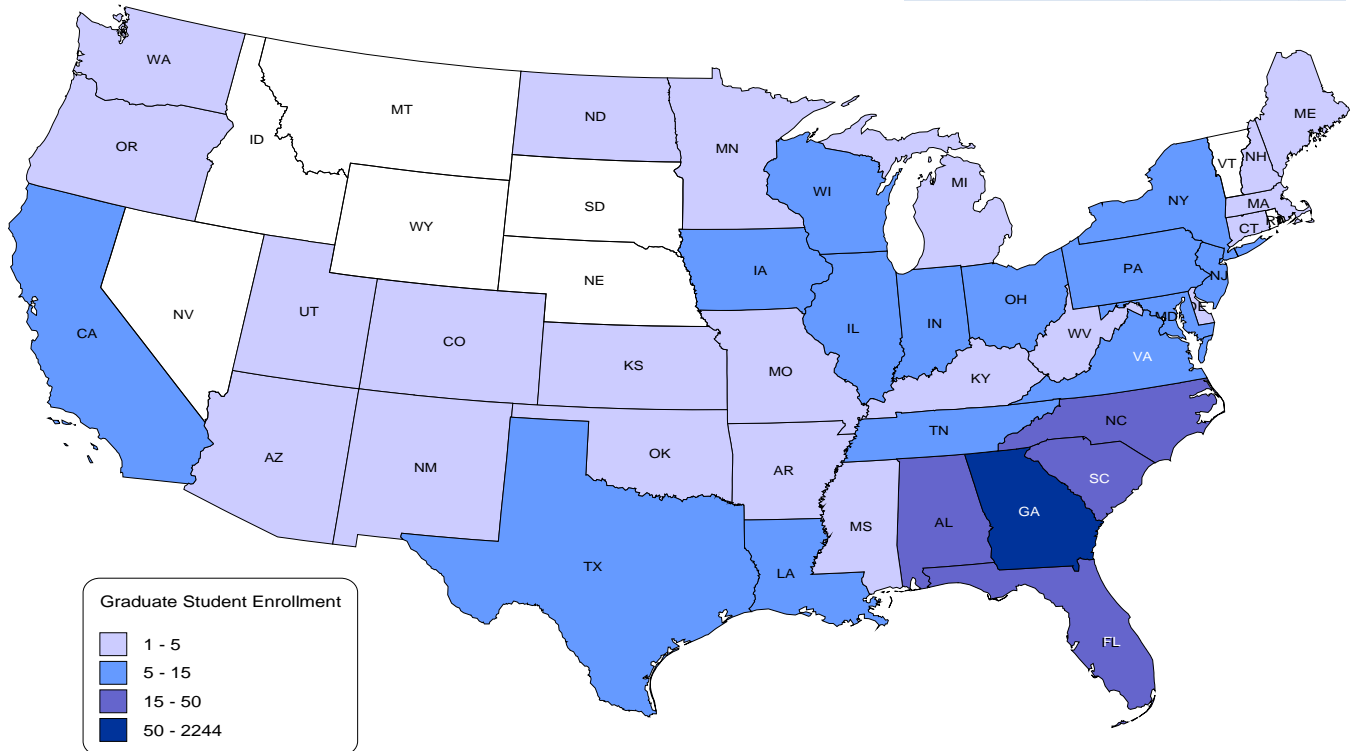 WA
MT
ND
ME
OR
ID
MN
VT
NH
MI
WI
SD
NY
MA
WY
CT
RI
IA
PA
NE
NJ
OH
UT
IL
IN
DE
MD
NV
CA
CO
WV
VA
KS
MO
KY
NC
TN
AZ
OK
NM
AR
SC
GA
MS
AL
TX
LA
FL
Graduate Student Enrollment
1 - 5
5 - 15
15 - 50
50 - 2244